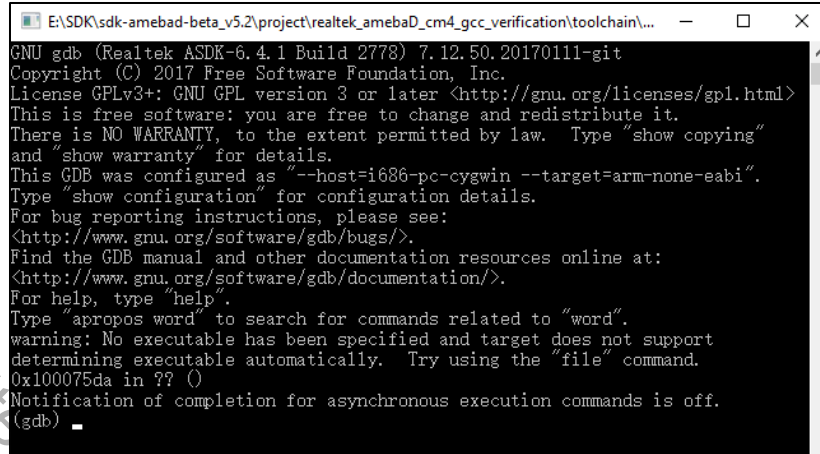 E:\SDK\sdk-amebad-beta_v5.2\project\realtek_amebaD_cm4_gcc_verification\toolchain\...
GNU gdb (Realtek ASDK-6.4.1 Build 2778) 7.12.50.20170111-git
Copyright (C) 2017 Free Software Foundation, Inc.
License GPLv3+: GNU GPL version 3 or later <http://gnu.org/licenses/gpl.html>
This is free software: you are free to change and redistribute it.
There is NO WARRANTY, to the extent permitted by law.  Type "show copying"
and "show warranty" for details.
This GDB was configured as "--host=i686-pc-cygwin --target=arm-none-eabi".
Type "show configuration" for configuration details.
For bug reporting instructions, please see:
<http://www.gnu.org/software/gdb/bugs/>.
Find the GDB manual and other documentation resources online at:
<http://www.gnu.org/software/gdb/documentation/>.
For help, type "help".
Type "apropos word" to search for commands related to "word".
warning: No executable has been specified and target does not support
determining executable automatically.  Try using the "file" command.
0x100075da in ?? ()
Notification of completion for asynchronous execution commands is off.
(gdb)